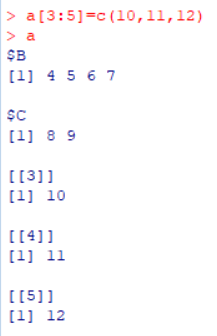 > a[3:5]=c(10,11,12)
> a
$B
[1] 4 5 6 7
$C
[1] 8 9
[[3]]
[1] 10
[[4]]
[1] 11
[[5]]
[1] 12